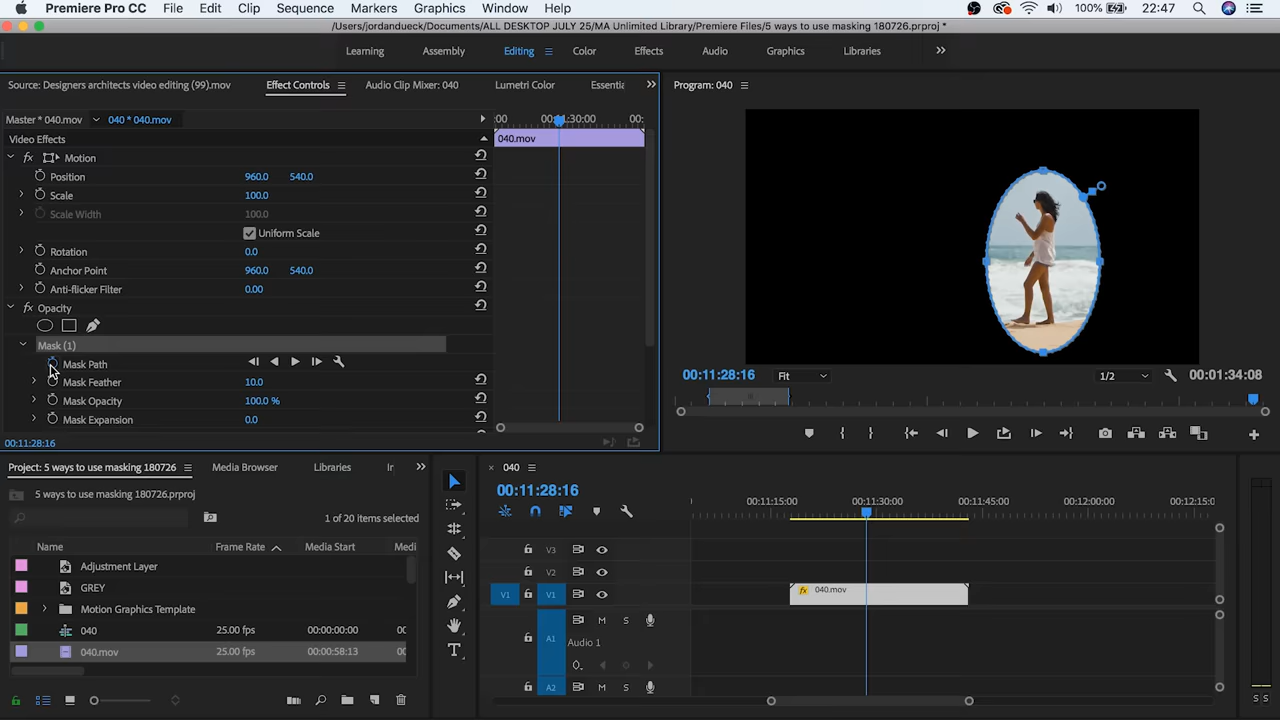 Premiere Pro CC File Edit Clip Sequence Markers Graphics Window Help 100% 22:47
/Users/jordandueck/Documents/ALL DESKTOP JULY 25/MA Unlimited Library/Premiere Files/5 ways to use masking 180726.prproj *
Learning Assembly Editing Color Effects Audio Graphics Libraries
Source: Designers architects video editing (99).mov Effect Controls Audio Clip Mixer: 040 Lumetri Color Essentia
Program: 040
Master * 040.mov 040 * 040.mov
:00 00:11:30:00 00:
Video Effects
040.mov
fx Motion
Position 960.0 540.0
Scale 100.0
Scale Width 100.0
Uniform Scale
Rotation 0.0
Anchor Point 960.0 540.0
Anti-flicker Filter 0.00
fx Opacity
Mask (1)
Mask Path
Mask Feather 10.0
Mask Opacity 100.0 %
Mask Expansion 0.0
00:11:28:16
00:11:28:16 Fit 1/2 00:01:34:08
Project: 5 ways to use masking 180726 Media Browser Libraries In
5 ways to use masking 180726.prproj
1 of 20 items selected
Name Frame Rate Media Start Medi
Adjustment Layer
GREY
Motion Graphics Template
040 25.00 fps 00:00:00:00 00
040.mov 25.00 fps 00:00:58:13 00:
040
00:11:28:16
00:11:15:00 00:11:30:00 00:11:45:00 00:12:00:00 00:12:15:0
V3
V2
V1 V1 fx 040.mov
A1 M S
Audio 1
A2 M S
S S